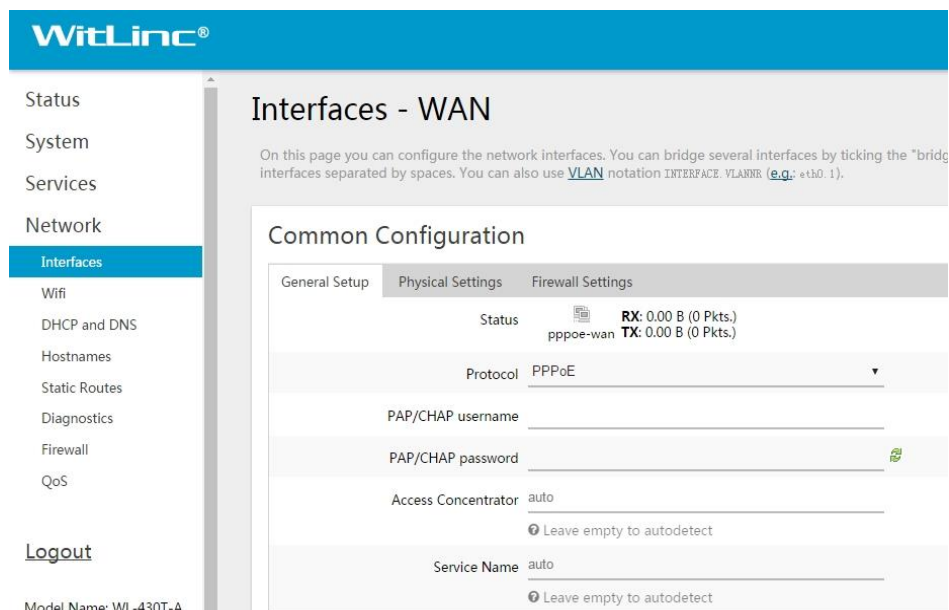 WitLinc®
Status
System
Services
Network
Interfaces
Wifi
DHCP and DNS
Hostnames
Static Routes
Diagnostics
Firewall
QoS
Logout
Model Name: WL-430T-A
Interfaces - WAN
On this page you can configure the network interfaces. You can bridge several interfaces by ticking the "bridg
interfaces separated by spaces. You can also use VLAN notation INTERFACE.VLANNR (e.g.: eth0.1).
Common Configuration
General Setup Physical Settings Firewall Settings
Status RX: 0.00 B (0 Pkts.)
pppoe-wan TX: 0.00 B (0 Pkts.)
Protocol PPPoE
PAP/CHAP username
PAP/CHAP password
Access Concentrator auto
Leave empty to autodetect
Service Name auto
Leave empty to autodetect